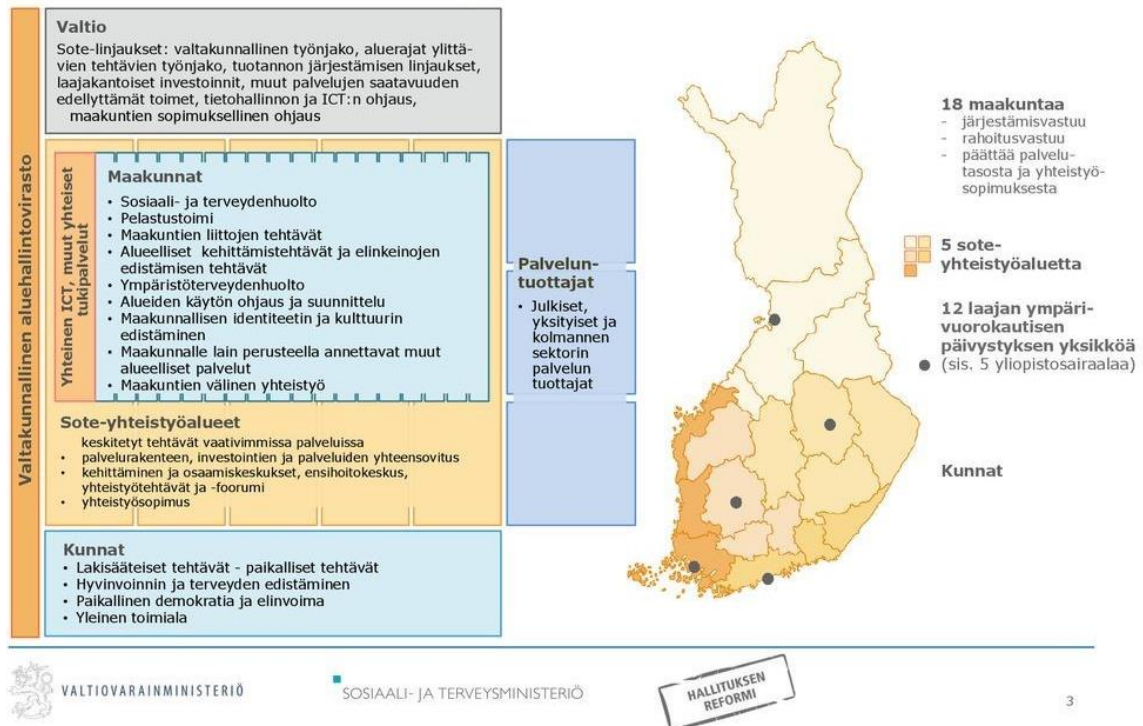 Valtakunnallinen aluehallintovirasto
Valtio
Sote-linjaukset: valtakunnallinen työnjako, aluerajat ylittä-
vien tehtävien työnjako, tuotannon järjestämisen linjaukset,
laajakantoiset investoinnit, muut palvelujen saatavuuden
edellyttämät toimet, tietohallinnon ja ICT:n ohjaus,
maakuntien sopimuksellinen ohjaus
Yhteinen ICT, muut yhteiset
tukipalvelut
Maakunnat
• Sosiaali- ja terveydenhuolto
• Pelastustoimi
• Maakuntien liittojen tehtävät
• Alueelliset kehittämistehtävät ja elinkeinojen
edistämisen tehtävät
• Ympäristöterveydenhuolto
• Alueiden käytön ohjaus ja suunnittelu
• Maakunnallisen identiteetin ja kulttuurin
edistäminen
• Maakunnalle lain perusteella annettavat muut
alueelliset palvelut
• Maakuntien välinen yhteistyö
Sote-yhteistyöalueet
keskitetyt tehtävät vaativimmissa palveluissa
• palvelurakenteen, investointien ja palveluiden yhteensovitus
• kehittäminen ja osaamiskeskukset, ensihoitokeskus,
yhteistyötehtävät ja -foorumi
• yhteistyösopimus
Kunnat
• Lakisääteiset tehtävät - paikalliset tehtävät
• Hyvinvoinnin ja terveyden edistäminen
• Paikallinen demokratia ja elinvoima
• Yleinen toimiala
Palvelun-
tuottajat
• Julkiset,
yksityiset ja
kolmannen
sektorin
palvelun
tuottajat
18 maakuntaa
- järjestämisvastuu
- rahoitusvastuu
- päättää palvelu-
tasosta ja yhteistyö-
sopimuksesta
5 sote-
yhteistyöaluetta
12 laajan ympäri-
vuorokautisen
päivystyksen yksikköä
(sis. 5 yliopistosairaalaa)
Kunnat
VALTIOVARAINMINISTERIÖ
SOSIAALI- JA TERVEYSMINISTERIÖ
HALLITUKSEN
REFORMI
3